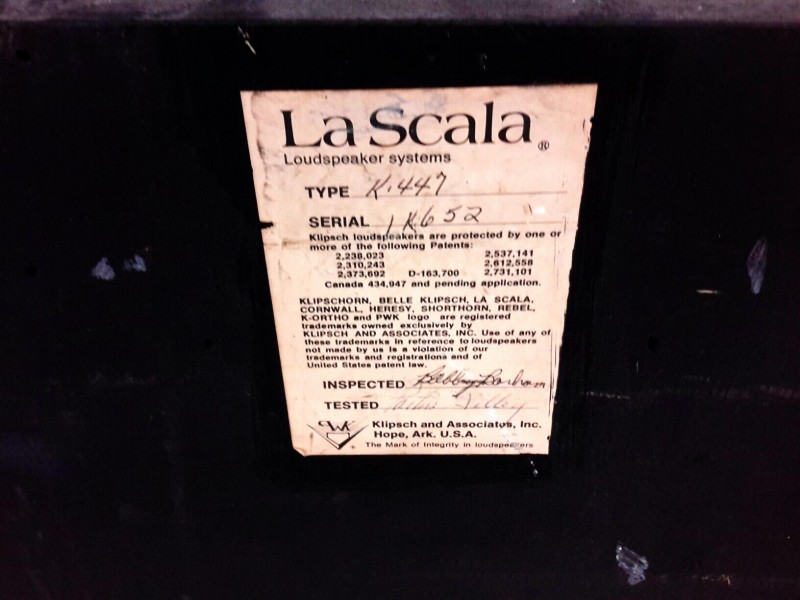 La Scala ®
Loudspeaker systems
TYPE K-447
SERIAL 1K652
Klipsch loudspeakers are protected by one or
more of the following Patents:
2,238,023 2,537,141
2,310,243 2,612,558
2,373,692 D-163,700 2,731,101
Canada 434,947 and pending application.
KLIPSCHORN, BELLE KLIPSCH, LA SCALA,
CORNWALL, HERESY, SHORTHORN, REBEL,
K-ORTHO and PWK logo are registered
trademarks owned exclusively by
KLIPSCH AND ASSOCIATES, INC. Use of any of
these trademarks in reference to loudspeakers
not made by us is a violation of our
trademarks and registrations and of
United States patent law.
INSPECTED
TESTED
PWK Klipsch and Associates, Inc.
Hope, Ark. U.S.A.
The Mark of Integrity in loudspeakers